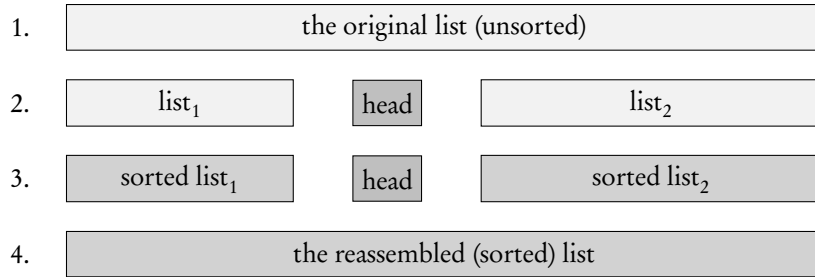 1. the original list (unsorted)
2. list₁ head list₂
3. sorted list₁ head sorted list₂
4. the reassembled (sorted) list